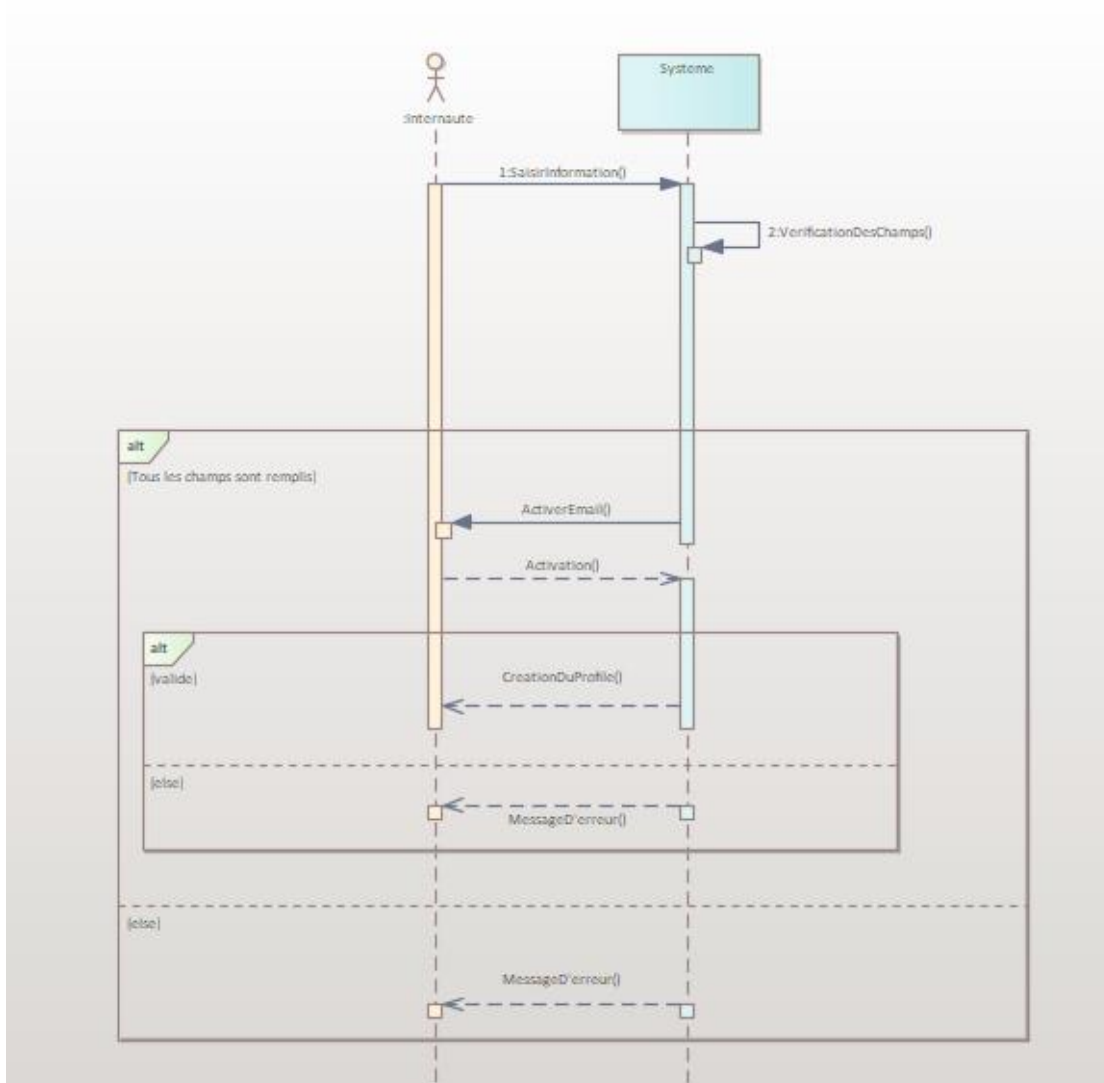 :Internaute
Systeme
1:SaisirInformation()
2:VerificationDesChamps()
alt
[Tous les champs sont remplis]
ActiverEmail()
Activation()
alt
[valide]
CreationDuProfile()
[else]
MessageD'erreur()
[else]
MessageD'erreur()